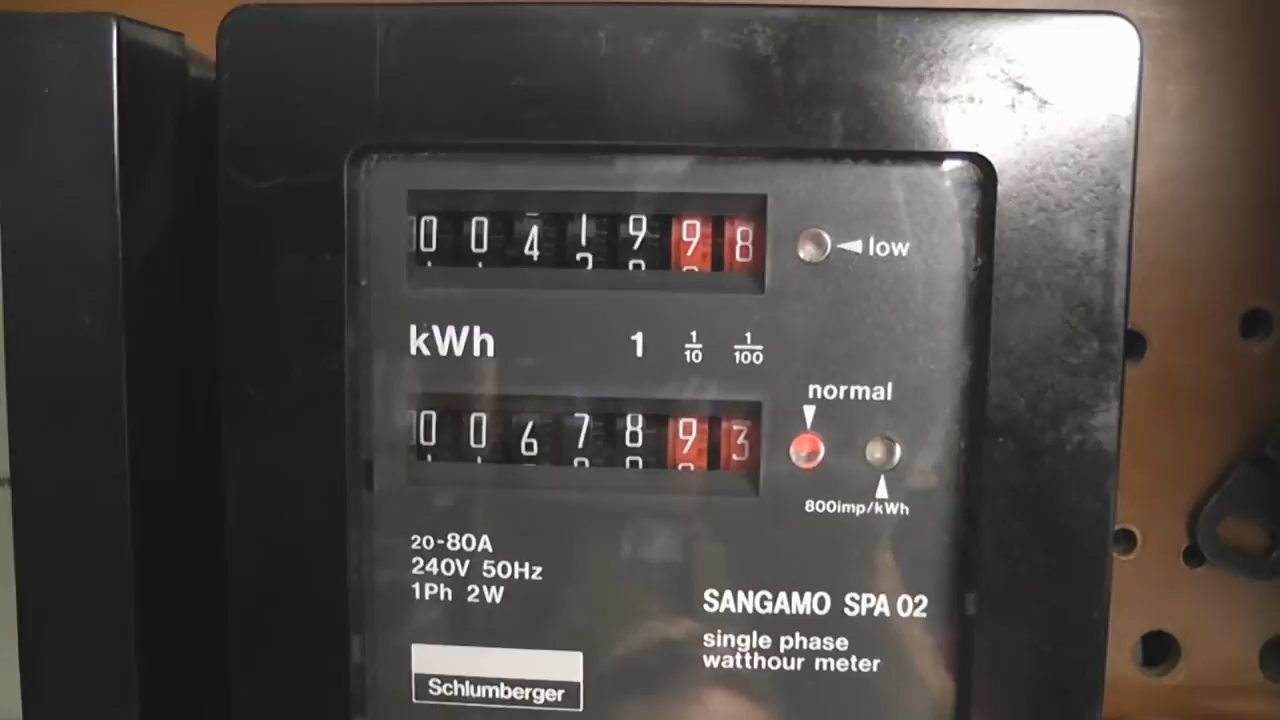 0041998
low
kWh 1 1/10 1/100
normal
0067893
800imp/kWh
20-80A
240V 50Hz
1Ph 2W
SANGAMO SPA 02
single phase
watthour meter
Schlumberger